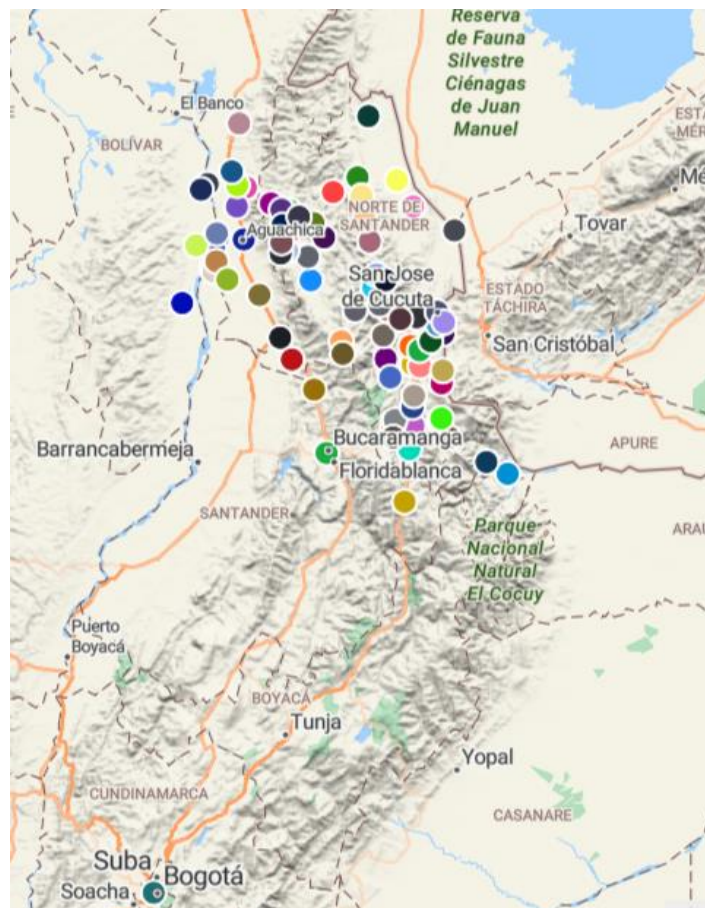 Reserva
de Fauna
Silvestre
Ciénagas
de Juan
Manuel
El Banco
BOLÍVAR
Mé
NORTE DE
SANTANDER
Tovar
Aguachica
San Jose
de Cucuta
ESTADO
TÁCHIRA
San Cristóbal
Bucaramanga
Barrancabermeja
APURE
Floridablanca
SANTANDER
Parque
Nacional
Natural
El Cocuy
ARAU
Puerto
Boyacá
BOYACÁ
Tunja
Yopal
CUNDINAMARCA
CASANARE
Suba
Bogotá
Soacha